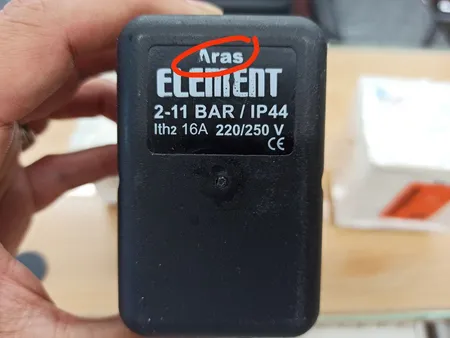 Aras
ELEMENT
2-11 BAR / IP44
Ith2 16A 220/250 V
CE